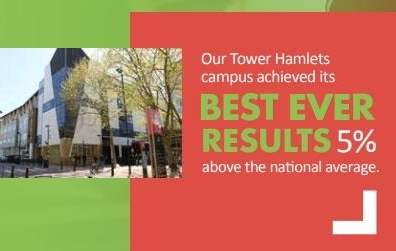 Our Tower Hamlets
campus achieved its
BEST EVER
RESULTS 5%
above the national average.